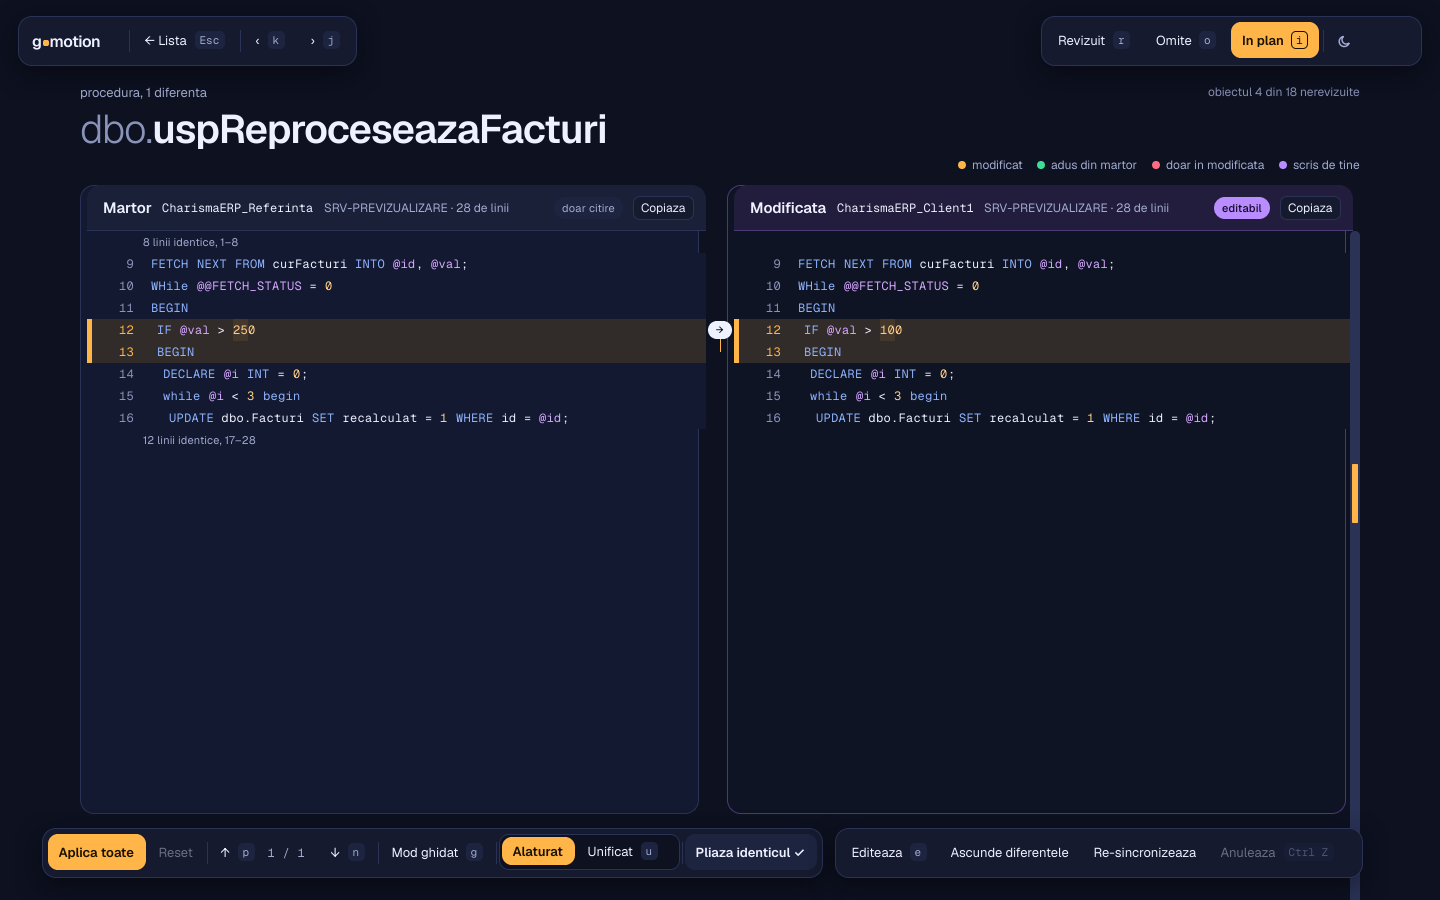 g motion ← Lista Esc ‹ k › j
Revizuit r Omite o In plan i
procedura, 1 diferenta
obiectul 4 din 18 nerevizuite
dbo.uspReproceseazaFacturi
modificat adus din martor doar in modificata scris de tine
Martor CharismaERP_Referinta SRV-PREVIZUALIZARE · 28 de linii doar citire Copiaza
8 linii identice, 1–8
9 FETCH NEXT FROM curFacturi INTO @id, @val;
10 WHile @@FETCH_STATUS = 0
11 BEGIN
12 IF @val > 250
13 BEGIN
14 DECLARE @i INT = 0;
15 while @i < 3 begin
16 UPDATE dbo.Facturi SET recalculat = 1 WHERE id = @id;
12 linii identice, 17–28
→
Modificata CharismaERP_Client1 SRV-PREVIZUALIZARE · 28 de linii editabil Copiaza
9 FETCH NEXT FROM curFacturi INTO @id, @val;
10 WHile @@FETCH_STATUS = 0
11 BEGIN
12 IF @val > 100
13 BEGIN
14 DECLARE @i INT = 0;
15 while @i < 3 begin
16 UPDATE dbo.Facturi SET recalculat = 1 WHERE id = @id;
Aplica toate Reset ↑ p 1 / 1 ↓ n Mod ghidat g Alaturat Unificat u Pliaza identicul ✓
Editeaza e Ascunde diferentele Re-sincronizeaza Anuleaza Ctrl Z